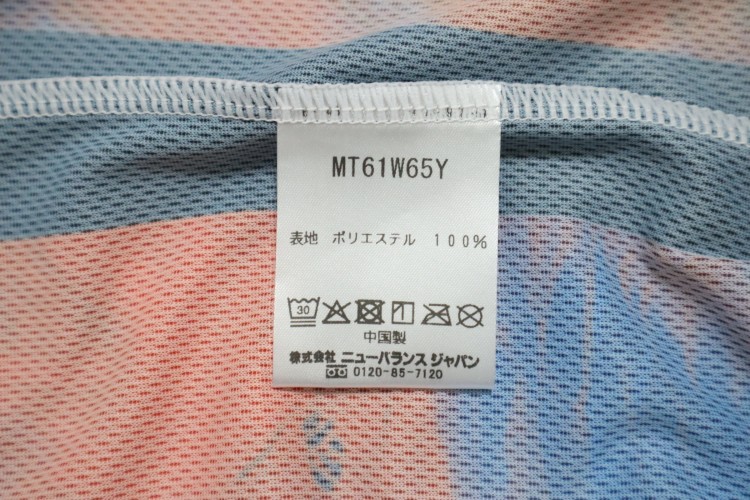 MT61W65Y
表地 ポリエステル 100%
30
中国製
株式会社 ニューバランス ジャパン
0120-85-7120